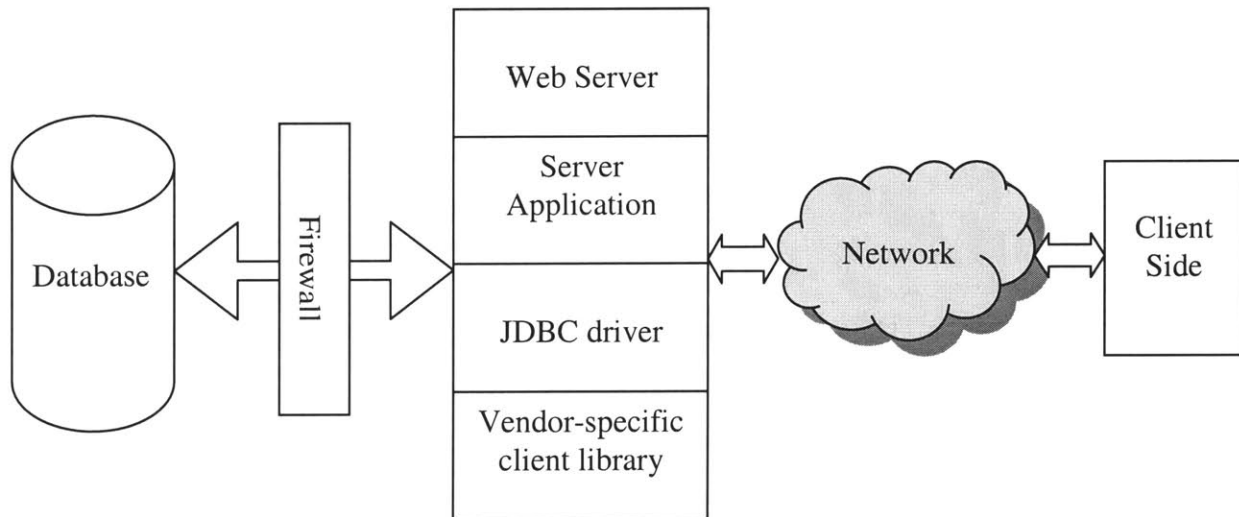 Database
Firewall
Web Server
Server
Application
JDBC driver
Vendor-specific
client library
Network
Client
Side